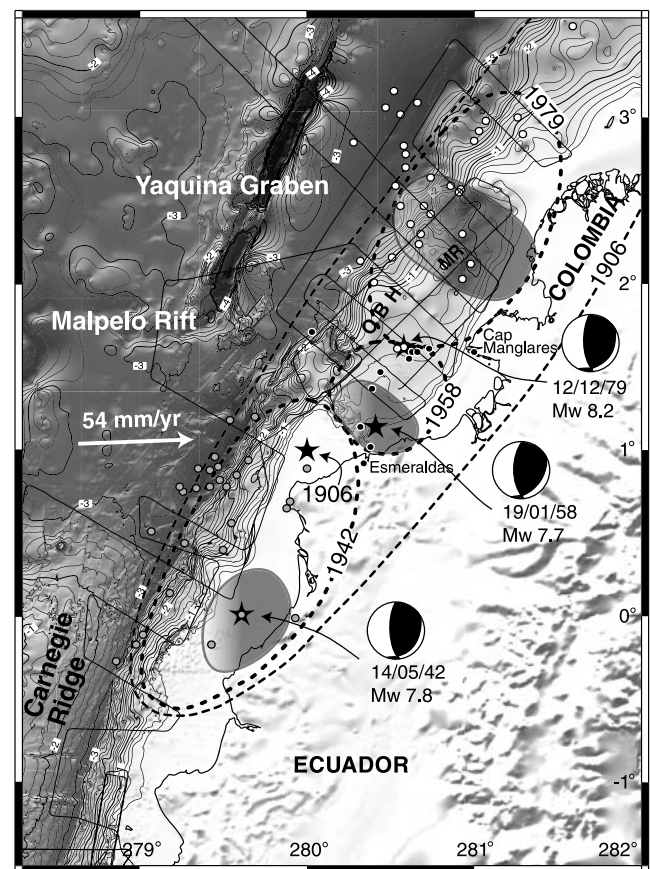 1979
3°
Yaquina Graben
COLOMBIA
1906
MR
2°
Malpelo Rift
Cap
Manglares
12/12/79
Mw 8.2
54 mm/yr
1958
1°
Esmeraldas
1906
19/01/58
Mw 7.7
1942
0°
Carnegie
Ridge
14/05/42
Mw 7.8
ECUADOR
-1°
279°
280°
281°
282°